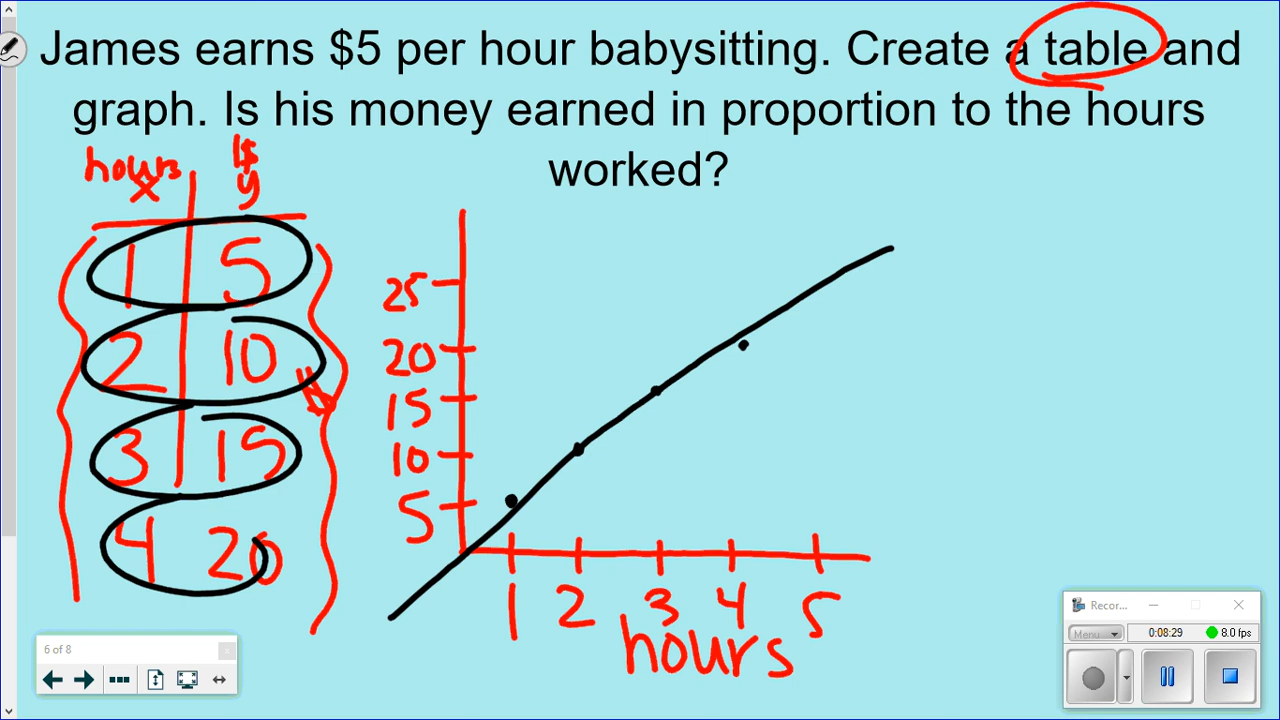 James earns $5 per hour babysitting. Create a table and
graph. Is his money earned in proportion to the hours
worked?
hours $
x y
1 5
2 10
3 15
4 20
25
20
15
10
5
1 2 3 4 5
hours
6 of 8
Recor...
Menu
0:08:29 8.0 fps